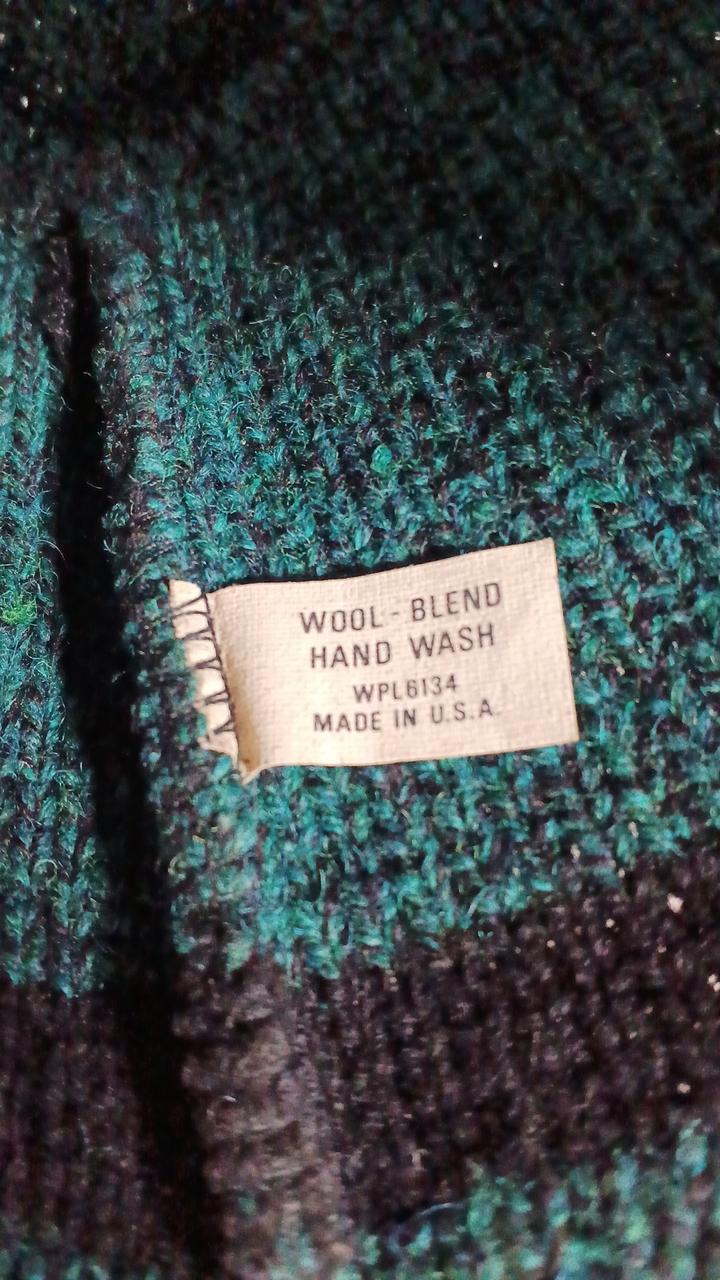 WOOL-BLEND
HAND WASH
WPL6134
MADE IN U.S.A.